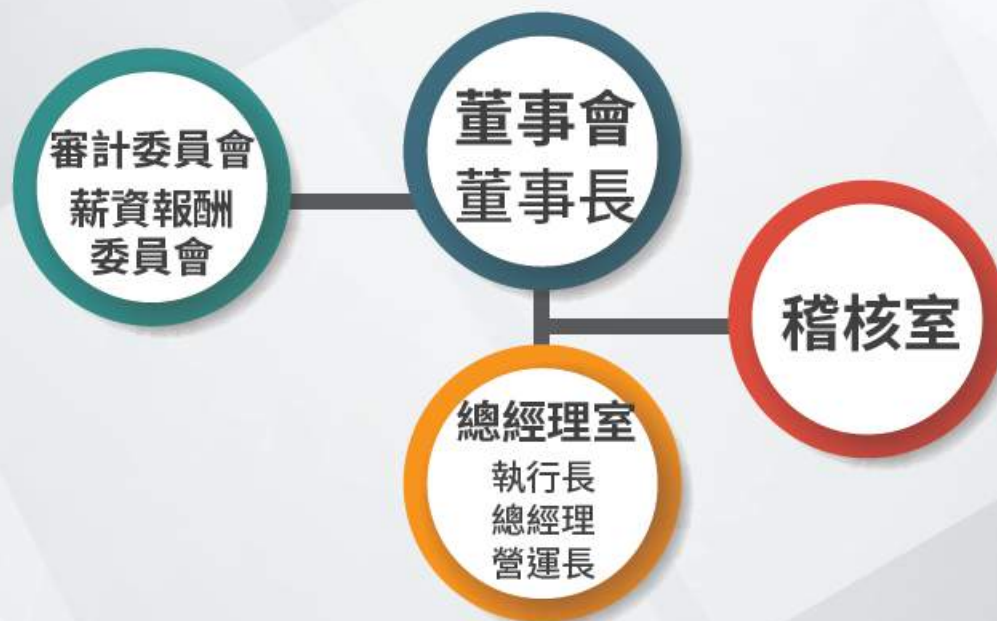 審計委員會
薪資報酬
委員會
董事會
董事長
稽核室
總經理室
執行長
總經理
營運長